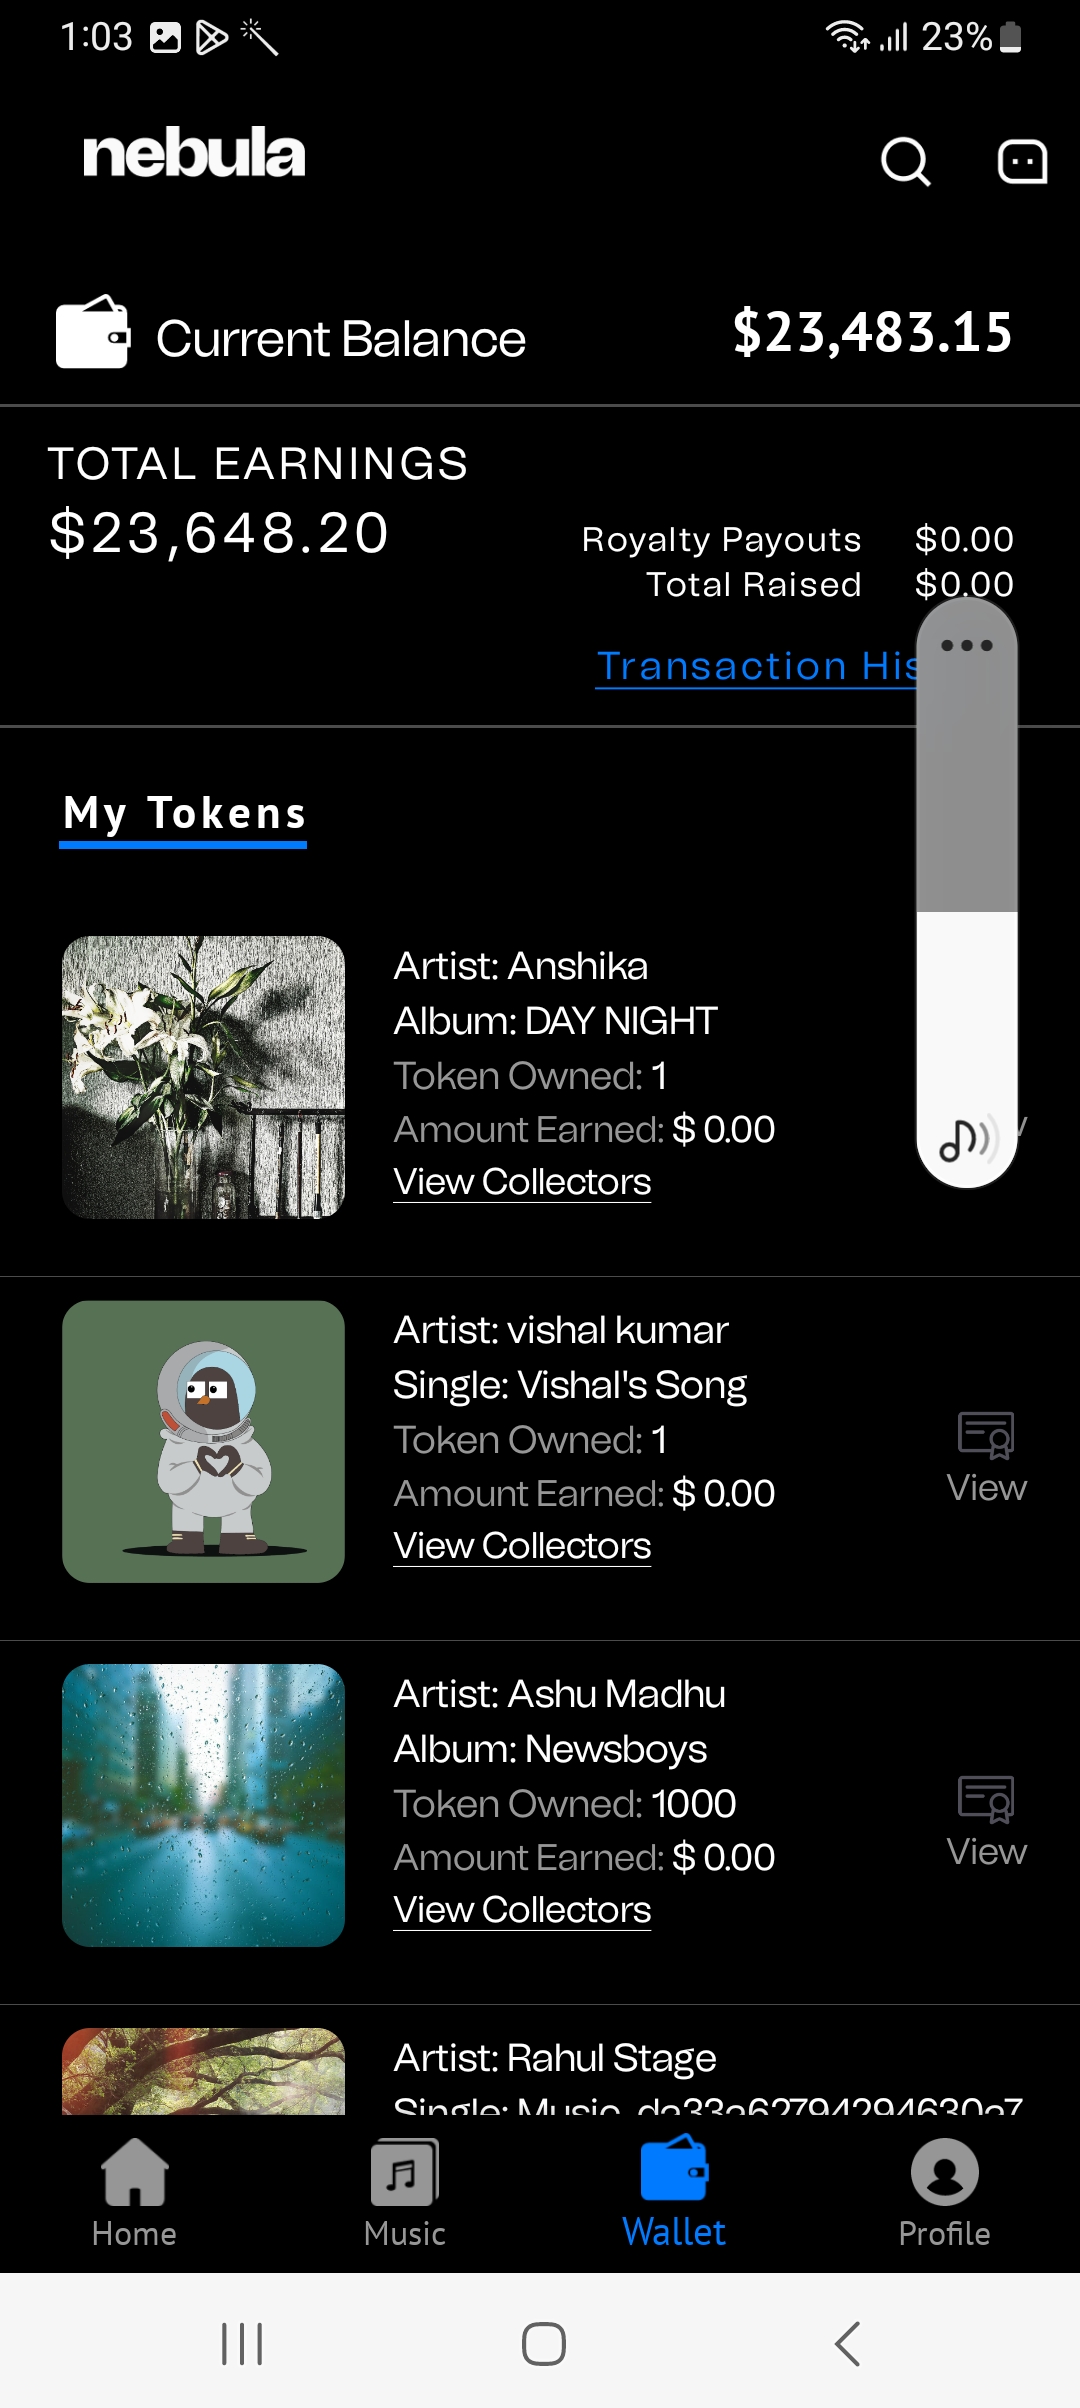 1:03
23%
nebula
Current Balance
$23,483.15
TOTAL EARNINGS
$23,648.20
Royalty Payouts $0.00
Total Raised $0.00
Transaction His
My Tokens
Artist: Anshika
Album: DAY NIGHT
Token Owned: 1
Amount Earned: $ 0.00
View Collectors
Artist: vishal kumar
Single: Vishal's Song
Token Owned: 1
Amount Earned: $ 0.00
View Collectors
View
Artist: Ashu Madhu
Album: Newsboys
Token Owned: 1000
Amount Earned: $ 0.00
View Collectors
View
Artist: Rahul Stage
Single: Music_da33a62794294630a7
Home
Music
Wallet
Profile